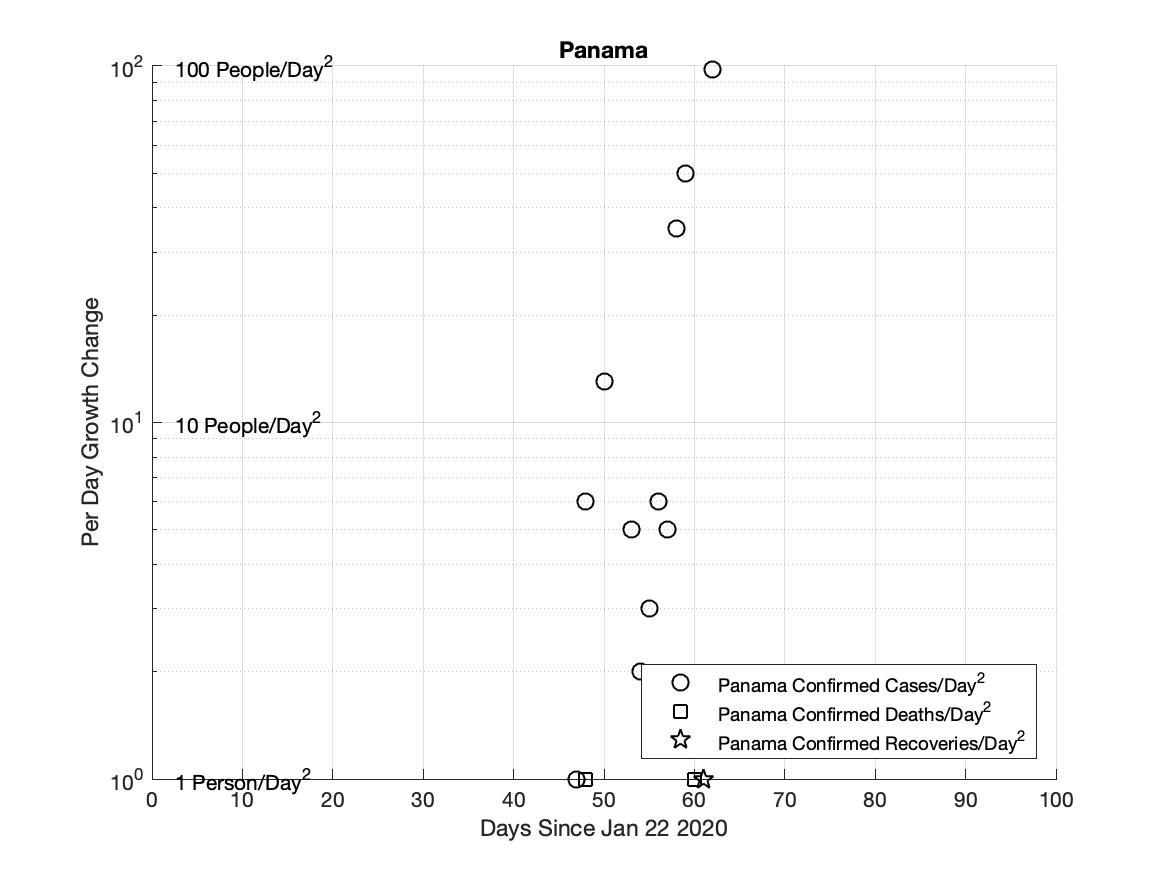 Panama
10²
100 People/Day²
10¹
10 People/Day²
10⁰
1 Person/Day²
Per Day Growth Change
Panama Confirmed Cases/Day²
Panama Confirmed Deaths/Day²
Panama Confirmed Recoveries/Day²
0 10 20 30 40 50 60 70 80 90 100
Days Since Jan 22 2020